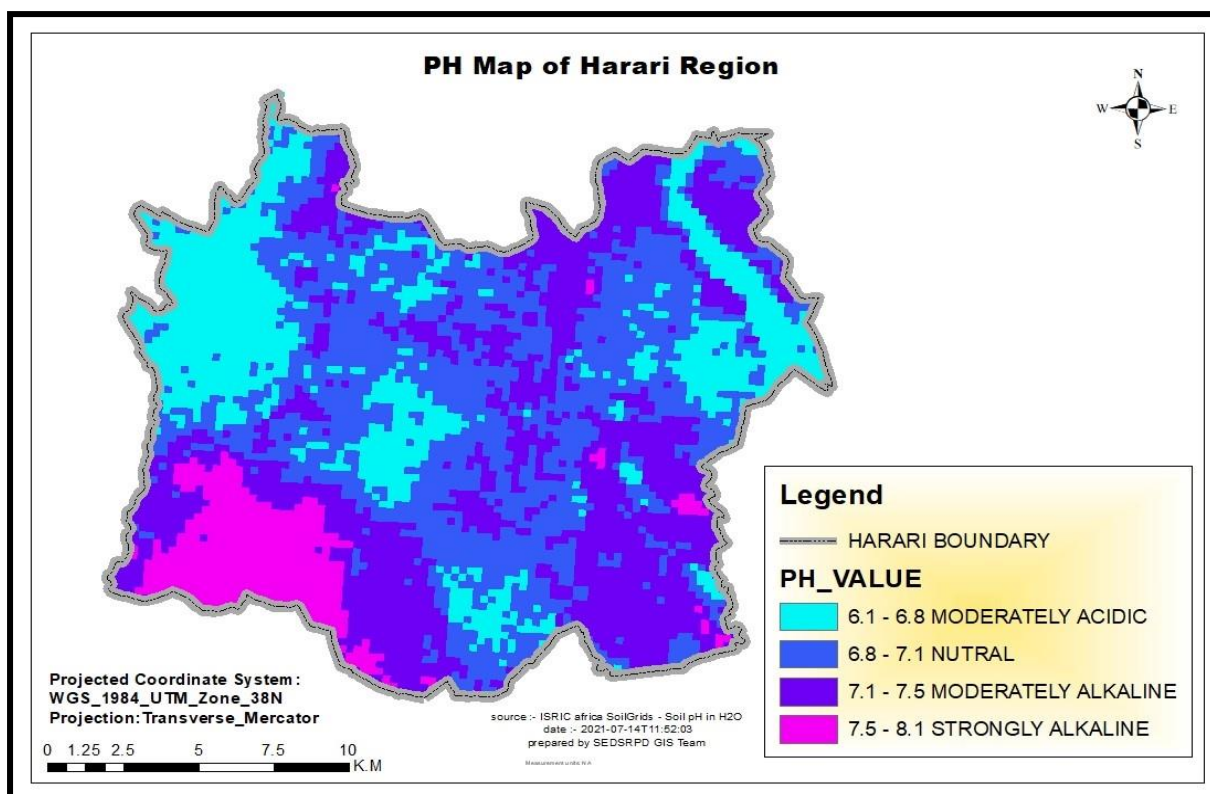 PH Map of Harari Region
N
W
E
S
Legend
HARARI BOUNDARY
PH_VALUE
6.1 - 6.8 MODERATELY ACIDIC
6.8 - 7.1 NUTRAL
7.1 - 7.5 MODERATELY ALKALINE
7.5 - 8.1 STRONGLY ALKALINE
Projected Coordinate System:
WGS_1984_UTM_Zone_38N
Projection: Transverse_Mercator
source :- ISRIC africa SoilGrids - Soil pH in H2O
date :- 2021-07-14T11:52:03
prepared by SEDSRPD GIS Team
Measurement units: N\A
0 1.25 2.5 5 7.5 10
K.M